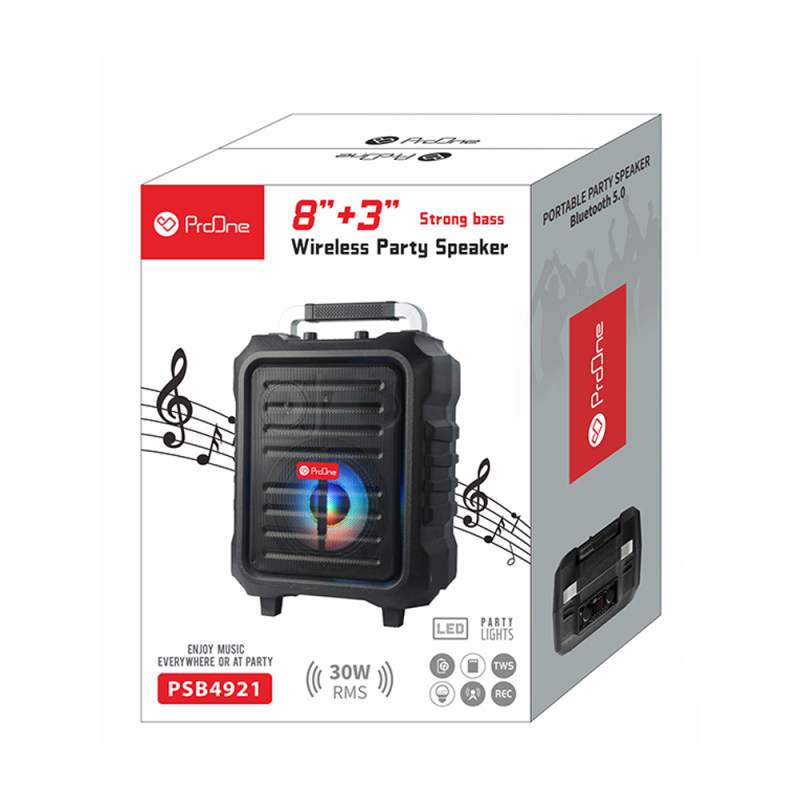 ProOne
ProOne
ProOne
8"+3" Strong bass
Wireless Party Speaker
ProOne
LED
PARTY
LIGHTS
ENJOY MUSIC
EVERYWHERE OR AT PARTY
PSB4921
30W
RMS
TWS
REC
PORTABLE PARTY SPEAKER
Bluetooth 5.0
ProOne